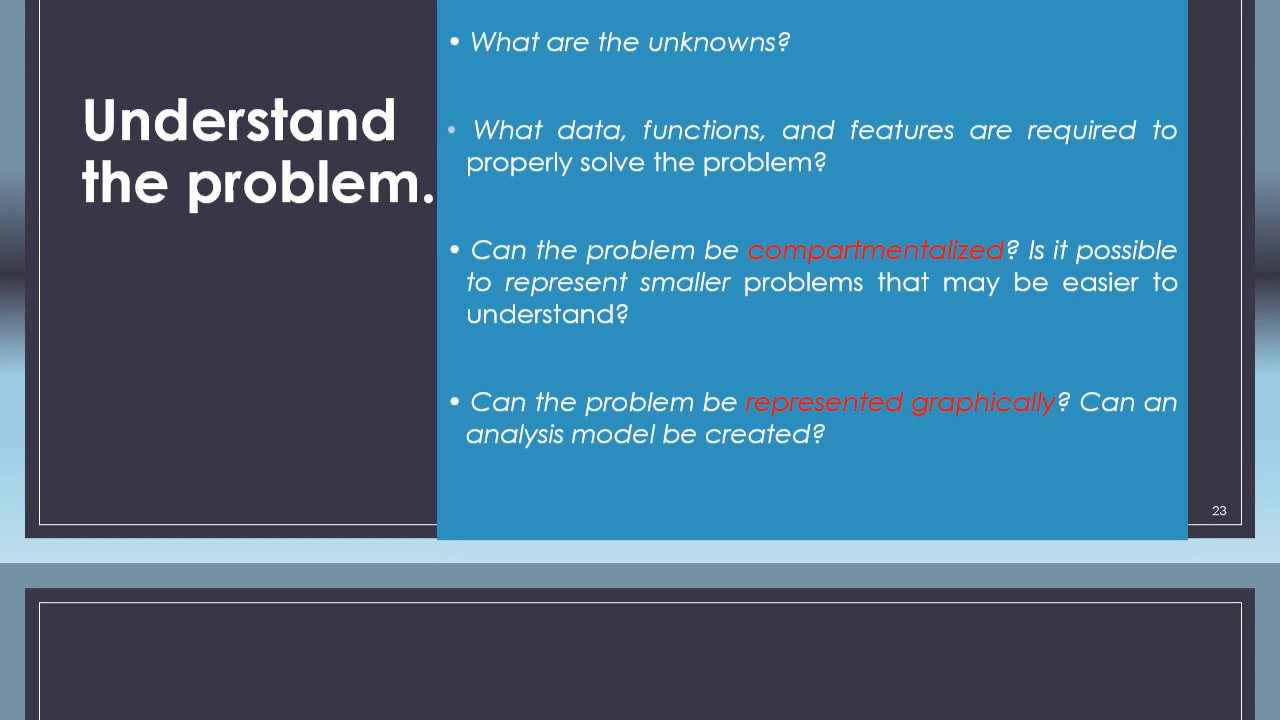 Understand
the problem.
• What are the unknowns?
• What data, functions, and features are required to
properly solve the problem?
• Can the problem be compartmentalized? Is it possible
to represent smaller problems that may be easier to
understand?
• Can the problem be represented graphically? Can an
analysis model be created?
23